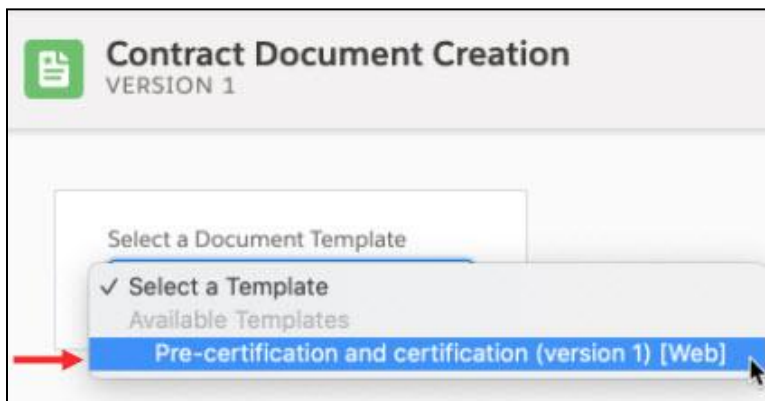 Contract Document Creation
VERSION 1
Select a Document Template
✓ Select a Template
Available Templates
Pre-certification and certification (version 1) [Web]